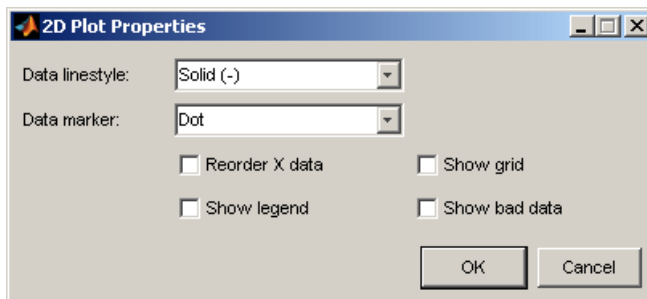 2D Plot Properties
Data linestyle: Solid (-)
Data marker: Dot
Reorder X data Show grid
Show legend Show bad data
OK Cancel